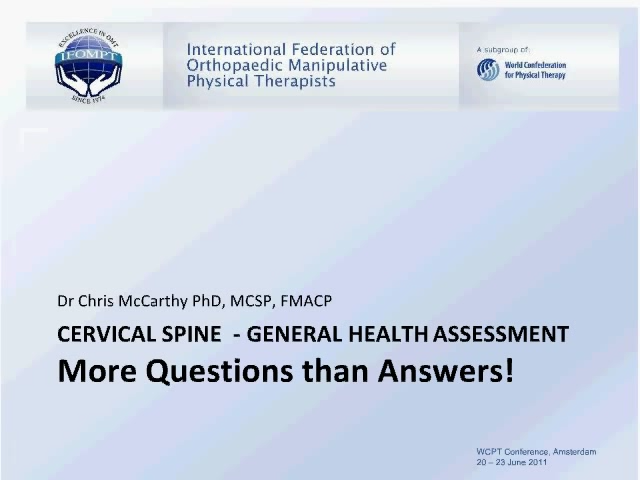 EXCELLENCE IN OMT
IFOMPT
SINCE 1974
International Federation of
Orthopaedic Manipulative
Physical Therapists
A subgroup of:
World Confederation
for Physical Therapy
Dr Chris McCarthy PhD, MCSP, FMACP
CERVICAL SPINE - GENERAL HEALTH ASSESSMENT
More Questions than Answers!
WCPT Conference, Amsterdam
20 – 23 June 2011